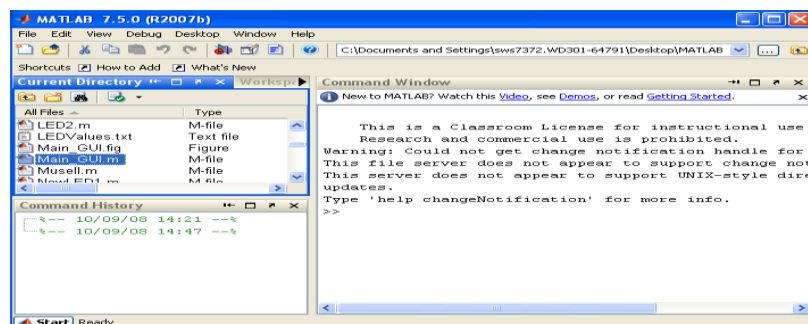 MATLAB 7.5.0 (R2007b)
File Edit View Debug Desktop Window Help
C:\Documents and Settings\sws7372.WD301-64791\Desktop\MATLAB
Shortcuts How to Add What's New
Current Directory
Command Window
New to MATLAB? Watch this Video, see Demos, or read Getting Started.
All Files Type
LED2.m M-file
LEDValues.txt Text file
Main_GUI.fig Figure
Main_GUI.m M-file
Musell.m M-file
NewLED1.m M-file
This is a Classroom License for instructional use
Research and commercial use is prohibited.
Warning: Could not get change notification handle for
This file server does not appear to support change not
This server does not appear to support UNIX-style dire
updates.
Type 'help changeNotification' for more info.
>>
Command History
%-- 10/09/08 14:21 --%
%-- 10/09/08 14:47 --%
Start Ready